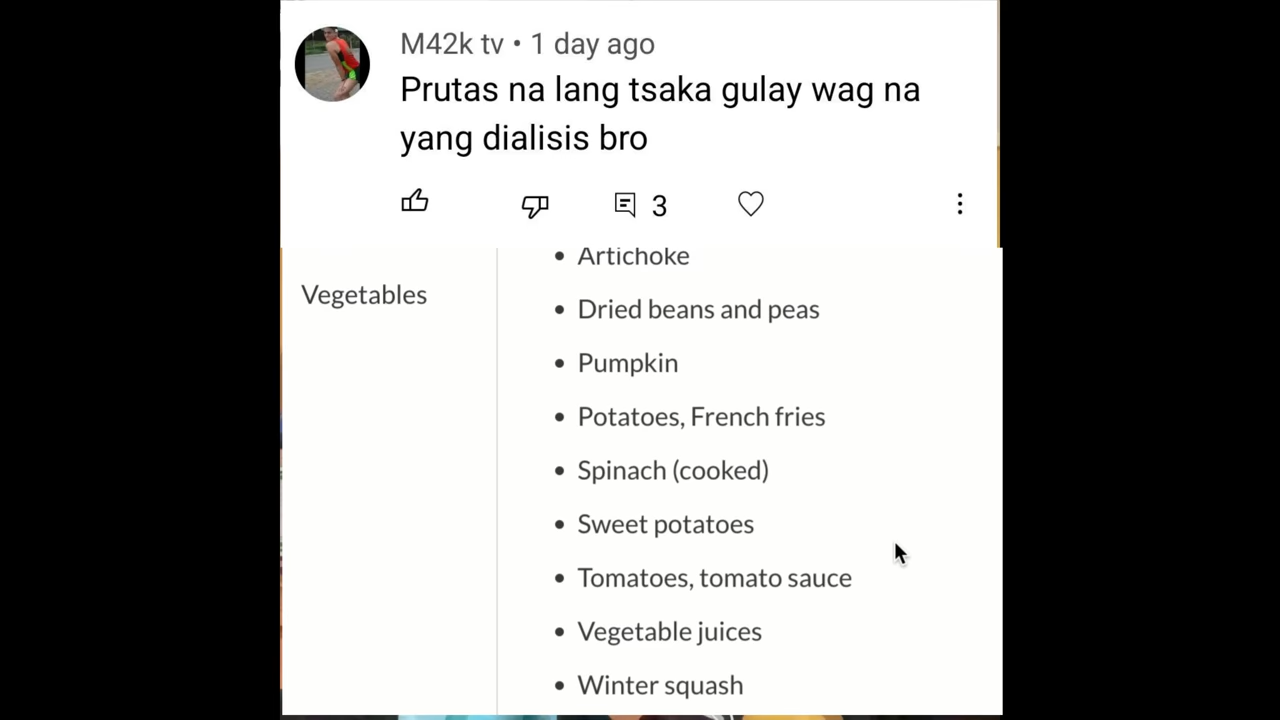 M42k tv • 1 day ago
Prutas na lang tsaka gulay wag na
yang dialisis bro
3
Vegetables
• Artichoke
• Dried beans and peas
• Pumpkin
• Potatoes, French fries
• Spinach (cooked)
• Sweet potatoes
• Tomatoes, tomato sauce
• Vegetable juices
• Winter squash